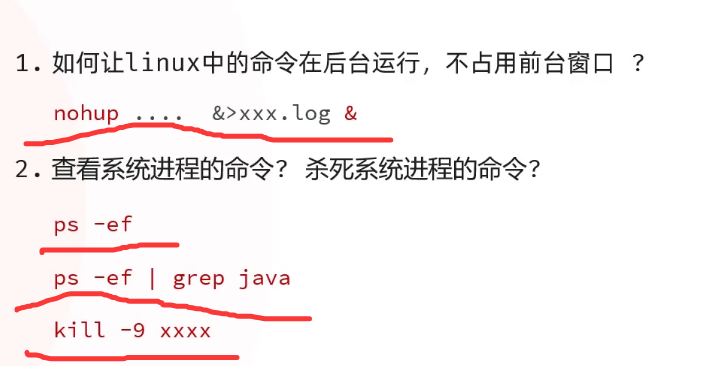 1. 如何让linux中的命令在后台运行，不占用前台窗口 ？
nohup .... &>xxx.log &
2. 查看系统进程的命令？ 杀死系统进程的命令？
ps -ef
ps -ef | grep java
kill -9 xxxx